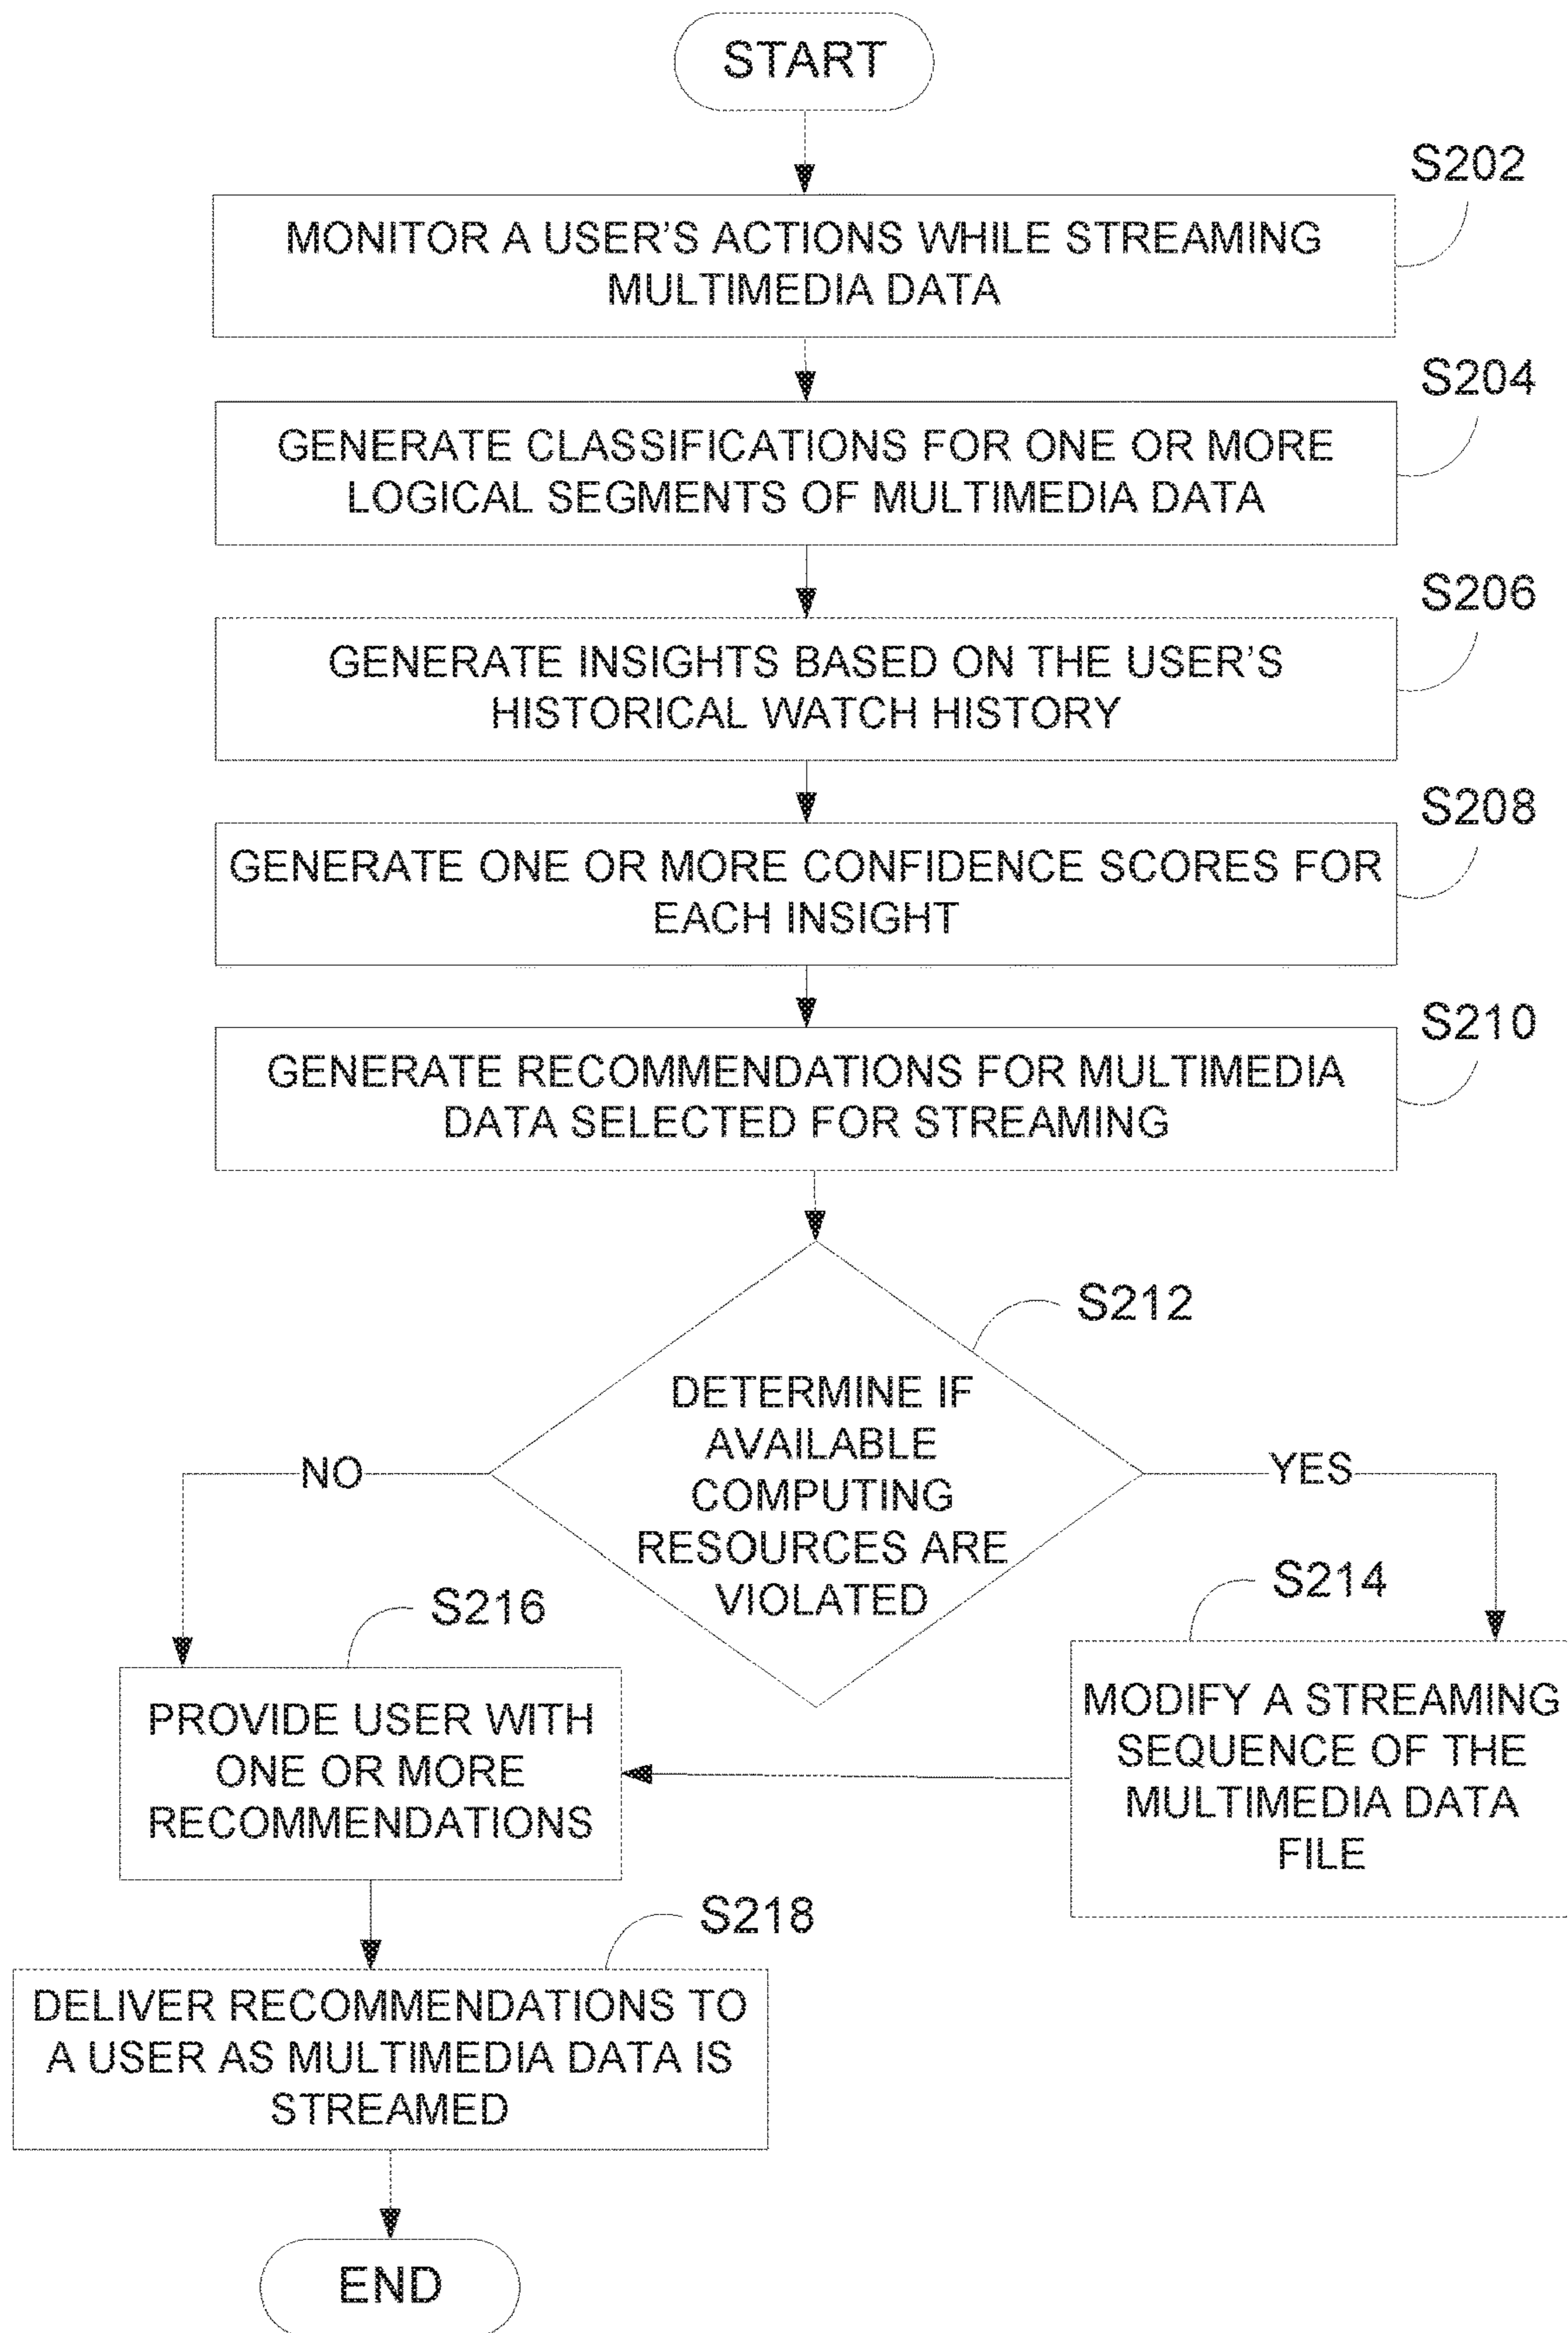 START
S202
MONITOR A USER'S ACTIONS WHILE STREAMING
MULTIMEDIA DATA
S204
GENERATE CLASSIFICATIONS FOR ONE OR MORE
LOGICAL SEGMENTS OF MULTIMEDIA DATA
S206
GENERATE INSIGHTS BASED ON THE USER'S
HISTORICAL WATCH HISTORY
S208
GENERATE ONE OR MORE CONFIDENCE SCORES FOR
EACH INSIGHT
S210
GENERATE RECOMMENDATIONS FOR MULTIMEDIA
DATA SELECTED FOR STREAMING
S212
DETERMINE IF
AVAILABLE
COMPUTING
RESOURCES ARE
VIOLATED
NO
YES
S214
MODIFY A STREAMING
SEQUENCE OF THE
MULTIMEDIA DATA
FILE
S216
PROVIDE USER WITH
ONE OR MORE
RECOMMENDATIONS
S218
DELIVER RECOMMENDATIONS TO
A USER AS MULTIMEDIA DATA IS
STREAMED
END